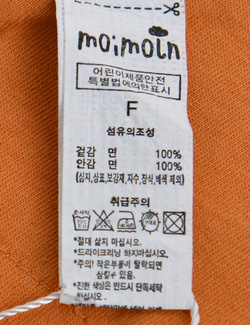 moimoln
어린이제품안전
특별법에의한표시
F
섬유의조성
겉감 면 100%
안감 면 100%
(심지,상표,보강재,자수,장식,배색 제외)
취급주의
*절대 삶지 마십시오.
*드라이크리닝 하십시오.
*주의! 작은부품이 탈락되면
삼킬수 있음.
*진한 색상은 반드시 단독세탁
하십시오.